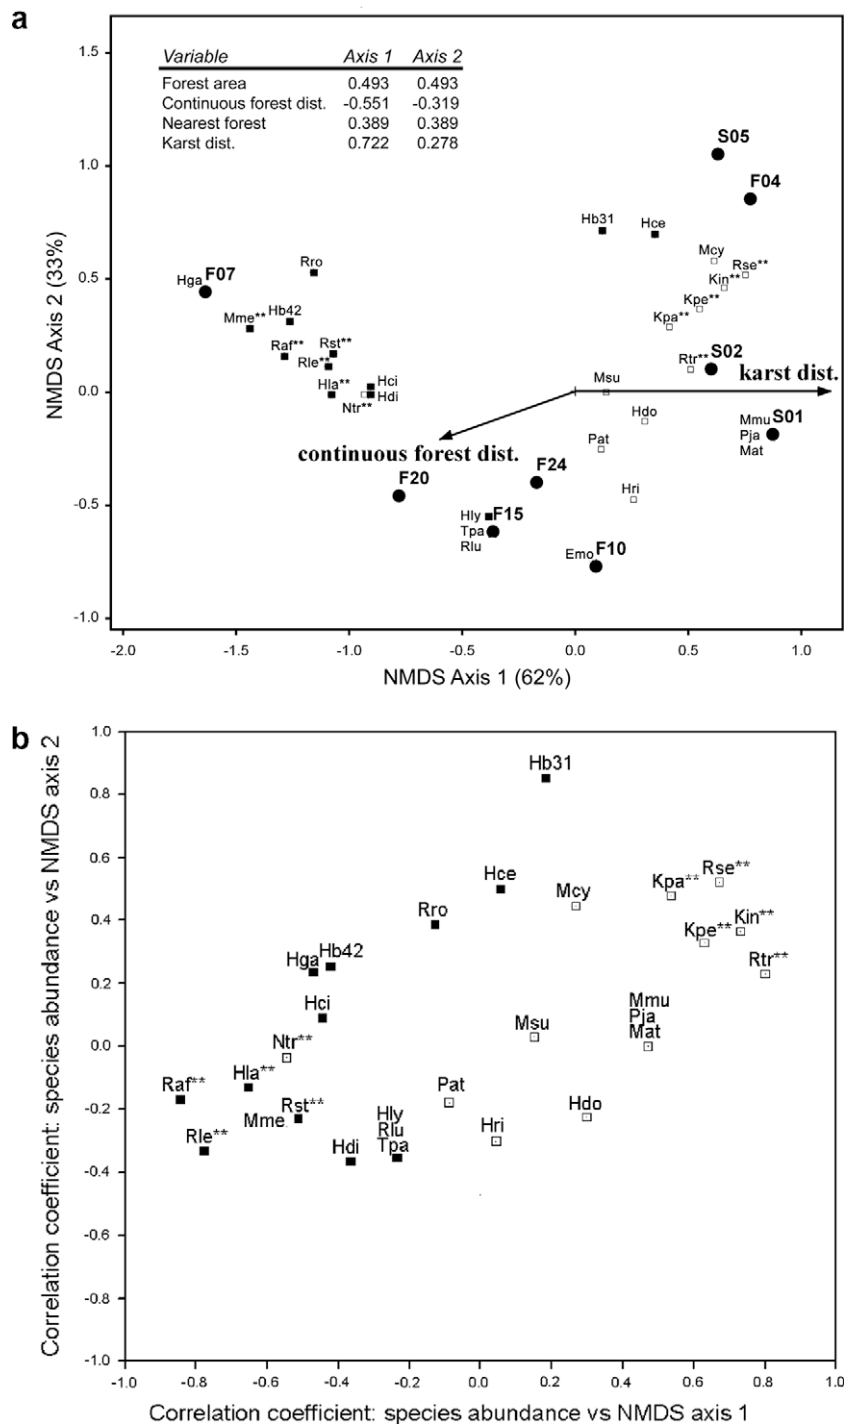 a
Variable Axis 1 Axis 2
Forest area 0.493 0.493
Continuous forest dist. -0.551 -0.319
Nearest forest 0.389 0.389
Karst dist. 0.722 0.278
NMDS Axis 2 (33%)
1.5
1.0
0.5
0.0
-0.5
-1.0
S05
F04
Hb31
Hce
Mcy
Rse**
Kin**
Kpe**
Kpa**
Rro
Hga
F07
Mme**
Hb42
Raf**
Rst**
Rle**
Hla**
Hci
Hdi
Ntr**
Rtr**
S02
Msu
karst dist.
Hdo
Mmu
Pja
Mat
S01
continuous forest dist.
Pat
F20
F24
Hri
Hly
Tpa
Rlu
F15
Emo
F10
-2.0 -1.5 -1.0 -0.5 0.0 0.5 1.0
NMDS Axis 1 (62%)
b
Correlation coefficient: species abundance vs NMDS axis 2
1.0
0.8
0.6
0.4
0.2
0.0
-0.2
-0.4
-0.6
-0.8
-1.0
Hb31
Hce
Mcy
Kpa**
Rse**
Rro
Kpe**
Kin**
Hga
Hb42
Rtr**
Hci
Mmu
Pja
Mat
Msu
Ntr**
Raf**
Hla**
Rst**
Mme
Pat
Hdo
Rle**
Hdi
Hly
Rlu
Tpa
Hri
-1.0 -0.8 -0.6 -0.4 -0.2 0.0 0.2 0.4 0.6 0.8 1.0
Correlation coefficient: species abundance vs NMDS axis 1